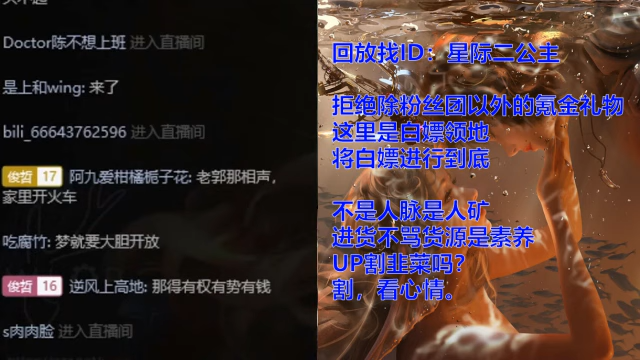 Doctor陈不想上班 进入直播间
是上和wing: 来了
bili_66643762596 进入直播间
俊哲 17 阿九爱柑橘栀子花: 老郭那相声，
家里开火车
吃腐竹: 梦就要大胆开放
俊哲 16 逆风上高地: 那得有权有势有钱
s肉肉脸 进入直播间
回放找ID：星际二公主
拒绝除粉丝团以外的氪金礼物
这里是白嫖领地
将白嫖进行到底
不是人脉是人矿
进货不骂货源是素养
UP割韭菜吗？
割，看心情。